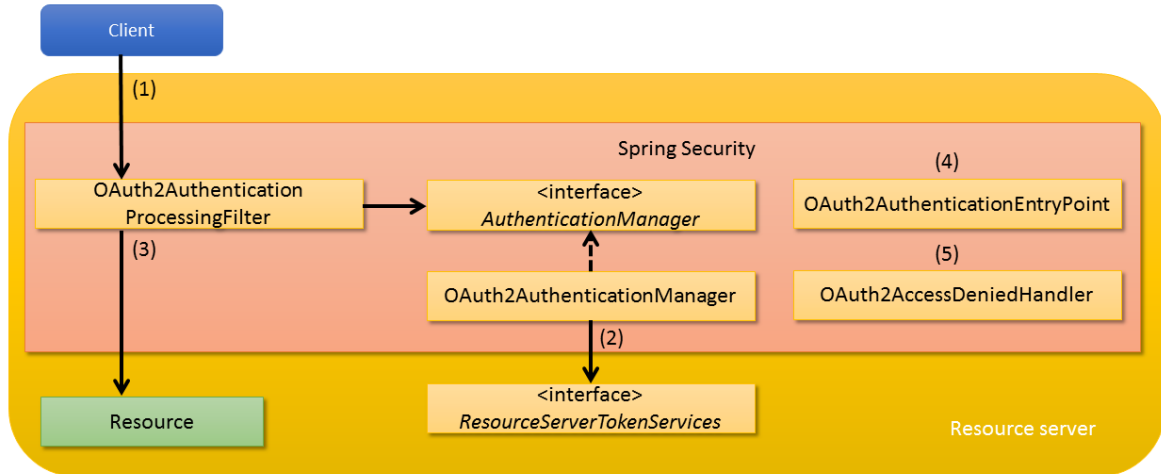 Client
(1)
Spring Security
(4)
OAuth2Authentication
ProcessingFilter
<interface>
AuthenticationManager
OAuth2AuthenticationEntryPoint
(3)
(5)
OAuth2AuthenticationManager
OAuth2AccessDeniedHandler
(2)
Resource
<interface>
ResourceServerTokenServices
Resource server